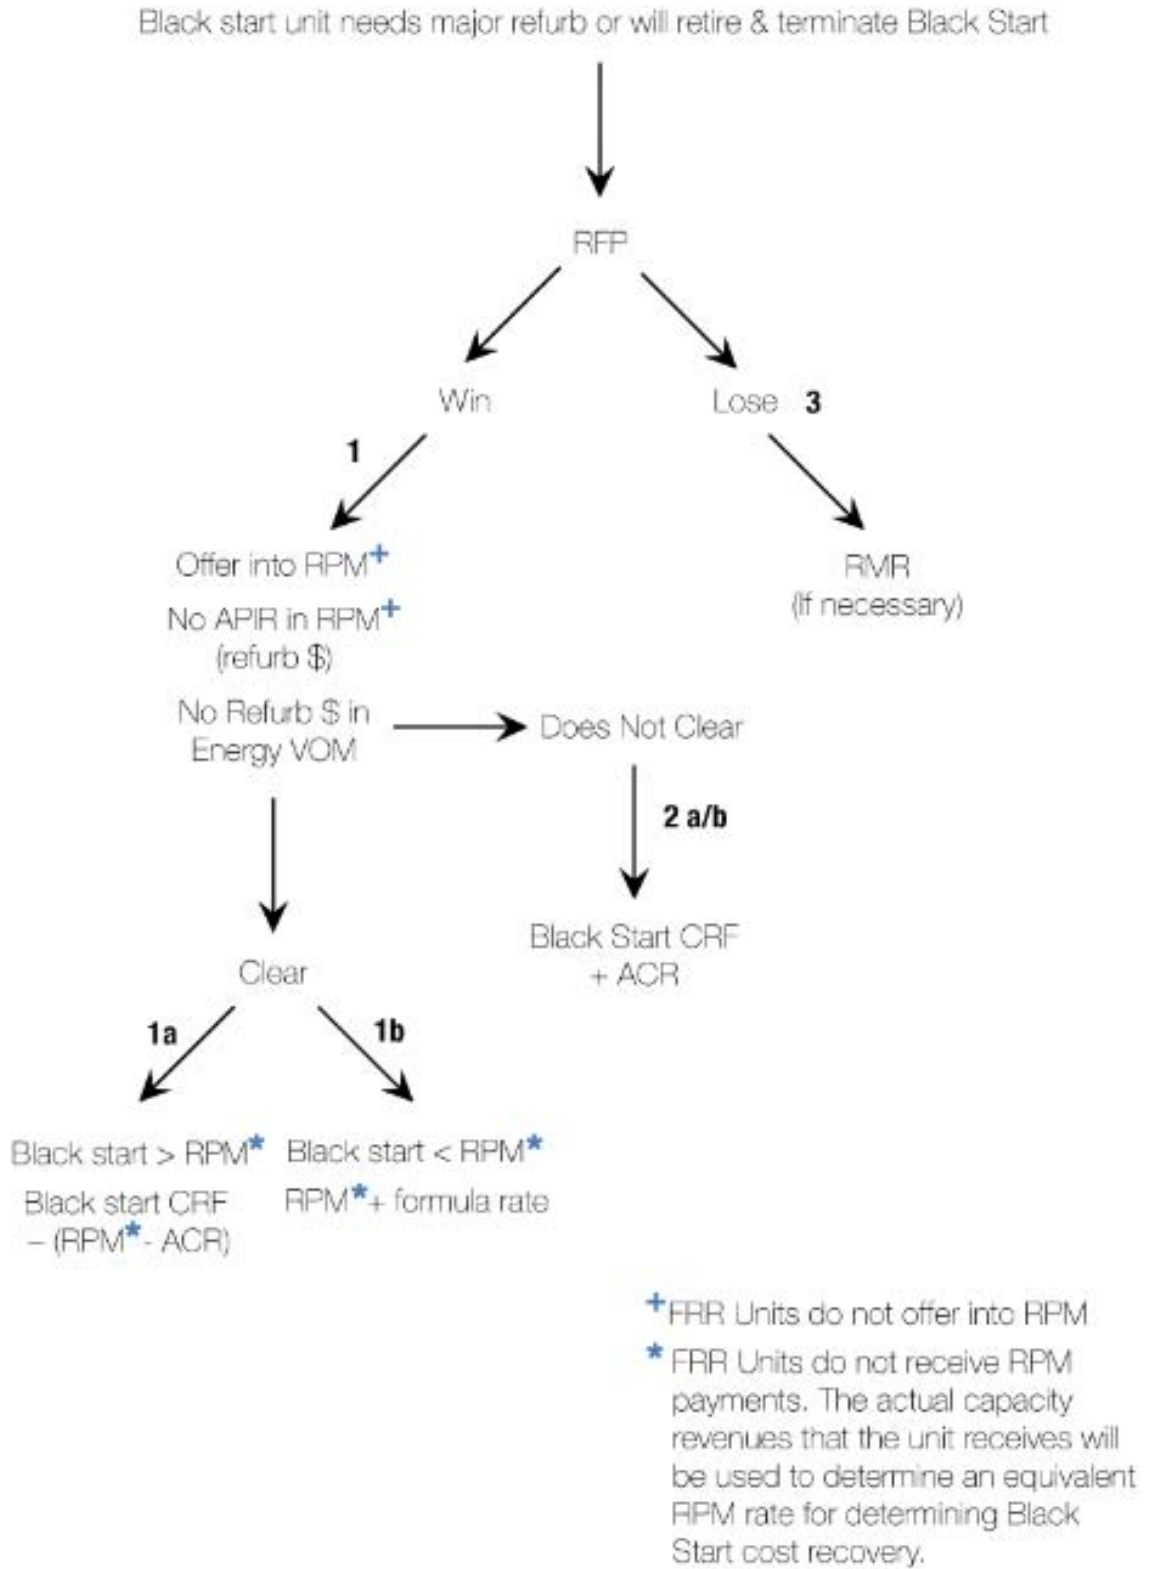 Black start unit needs major refurb or will retire & terminate Black Start
RFP
Win
Lose 3
1
Offer into RPM+
No APIR in RPM+
(refurb $)
No Refurb $ in
Energy VOM
RMR
(If necessary)
Does Not Clear
2 a/b
Black Start CRF
+ ACR
Clear
1a
1b
Black start > RPM*
Black start CRF
– (RPM*- ACR)
Black start < RPM*
RPM*+ formula rate
+FRR Units do not offer into RPM
* FRR Units do not receive RPM
payments. The actual capacity
revenues that the unit receives will
be used to determine an equivalent
RPM rate for determining Black
Start cost recovery.